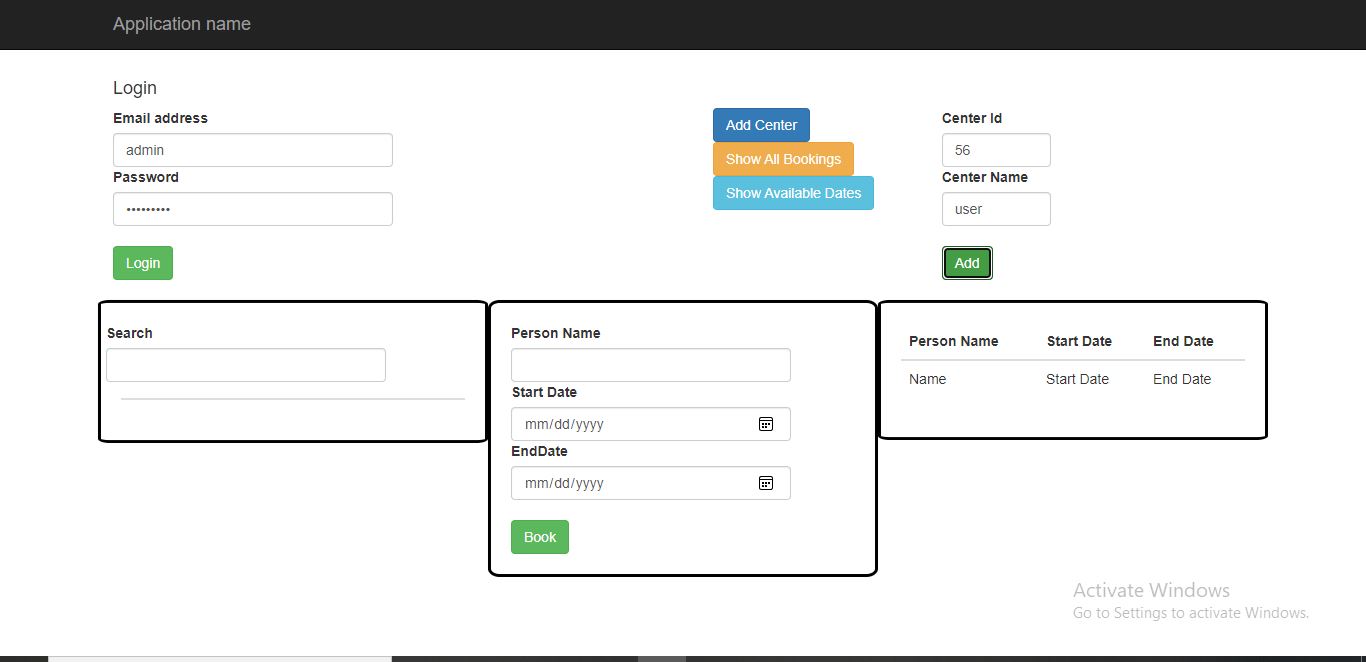 Application name
Login
Email address
admin
Password
•••••••••
Login
Add Center
Show All Bookings
Show Available Dates
Center Id
56
Center Name
user
Add
Search
Person Name
Start Date
mm/dd/yyyy
EndDate
mm/dd/yyyy
Book
Person Name Start Date End Date
Name Start Date End Date
Activate Windows
Go to Settings to activate Windows.